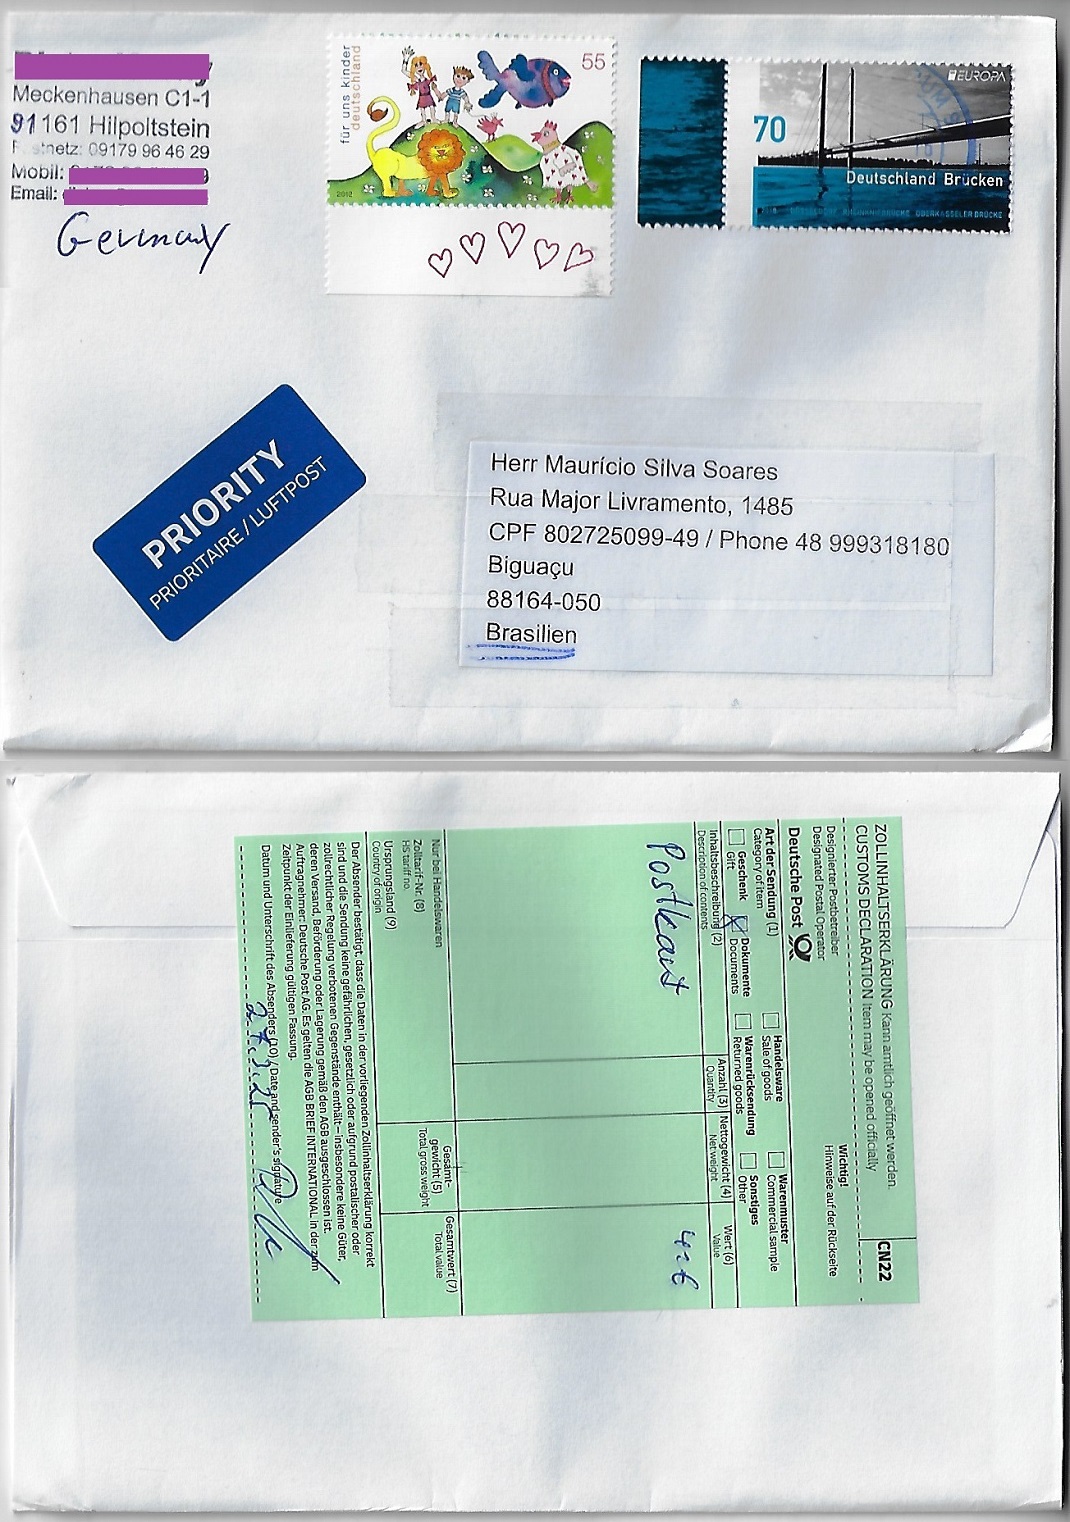 Meckenhausen C1-1
91161 Hilpoltstein
09179 96 46 29
Mobil:
Email:
Germany
für uns kinder
deutschland
55
2012
EUROPA
70
Deutschland Brücken
OBERKASSELER BRÜCKE
PRIORITY
PRIORITAIRE / LUFTPOST
Herr Maurício Silva Soares
Rua Major Livramento, 1485
CPF 802725099-49 / Phone 48 999318180
Biguaçu
88164-050
Brasilien
ZOLLINHALTSERKLÄRUNG Kann amtlich geöffnet werden.
CUSTOMS DECLARATION Item may be opened officially
CN22
Designierter Postbetreiber
Designated Postal Operator
Wichtig!
Hinweise auf der Rückseite
Deutsche Post
Art der Sendung (1)
Category of item
Handelsware
Sale of goods
Warenmuster
Commercial sample
Geschenk
Gift
Dokumente
Documents
Warenrücksendung
Returned goods
Sonstiges
Other
Inhaltsbeschreibung (2)
Description of contents
Anzahl (3)
Quantity
Nettogewicht (4)
Net weight
Wert (6)
Value
Postkart
Nur bei Handelswaren
Zolltarif-Nr. (8)
HS tariff no.
Ursprungsland (9)
Country of origin
Gesamt-
gewicht (5)
Total gross weight
Gesamtwert (7)
Total value
Der Absender bestätigt, dass die Daten in der vorliegenden Zollinhaltserklärung korrekt
sind und die Sendung keine gefährlichen, gesetzlich oder aufgrund postalischer oder
zollrechtlicher Regelung verbotenen Gegenstände enthält – insbesondere keine Güter,
deren Versand, Beförderung oder Lagerung gemäß den AGB ausgeschlossen ist.
Auftragnehmer: Deutsche Post AG. Es gelten die AGB BRIEF INTERNATIONAL in der zum
Zeitpunkt der Einlieferung gültigen Fassung.
Datum und Unterschrift des Absenders (10) / Date and sender's signature
27.3.25